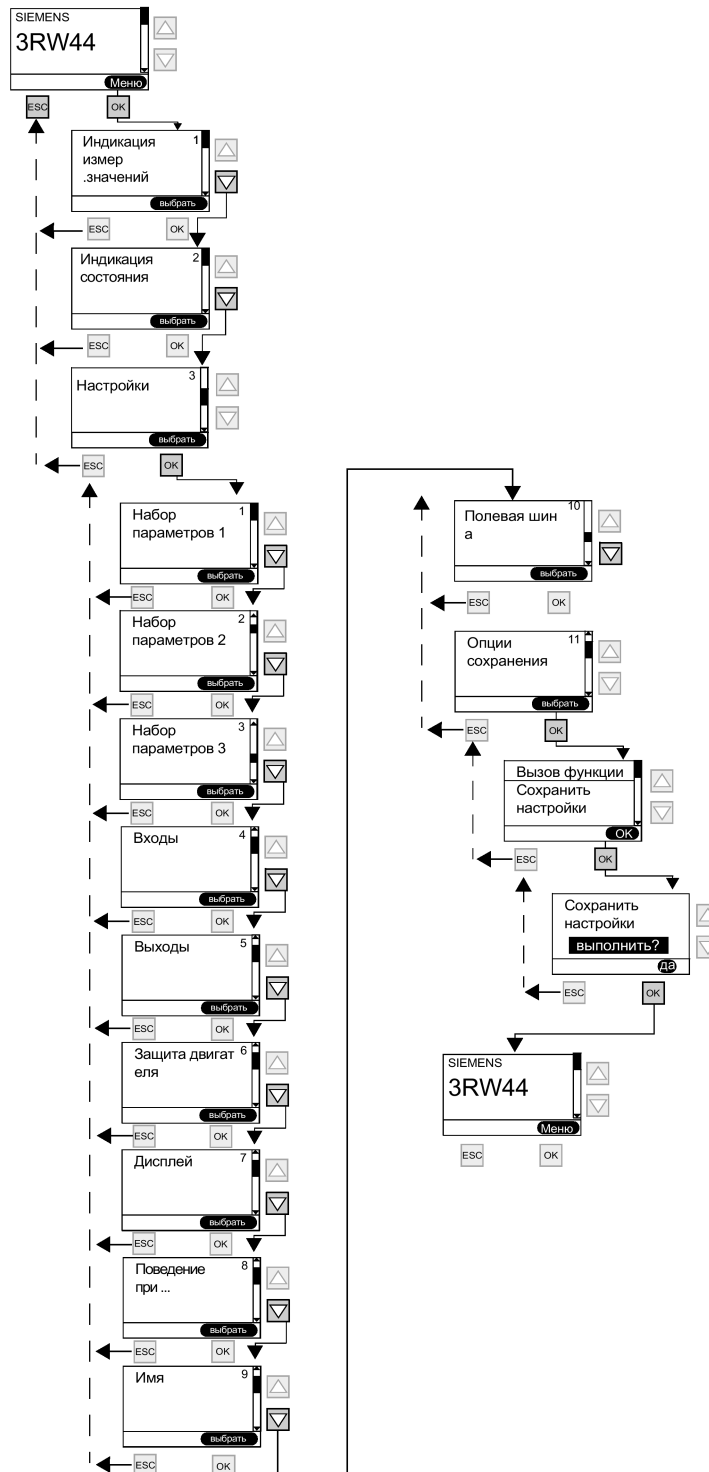 SIEMENS
3RW44
Меню
ESC
OK
Индикация 1
измер
.значений
выбрать
ESC
OK
Индикация 2
состояния
выбрать
ESC
OK
3
Настройки
выбрать
ESC
OK
Набор 1
параметров 1
выбрать
ESC
OK
Набор 2
параметров 2
выбрать
ESC
OK
Набор 3
параметров 3
выбрать
ESC
OK
Входы 4
выбрать
ESC
OK
Выходы 5
выбрать
ESC
OK
Защита двигат 6
еля
выбрать
ESC
OK
Дисплей 7
выбрать
ESC
OK
Поведение 8
при ...
выбрать
ESC
OK
Имя 9
выбрать
ESC
OK
10
Полевая шин
а
выбрать
ESC
OK
Опции 11
сохранения
выбрать
ESC
OK
Вызов функции
Сохранить
настройки
OK
ESC
OK
Сохранить
настройки
выполнить?
да
ESC
OK
SIEMENS
3RW44
Меню
ESC
OK